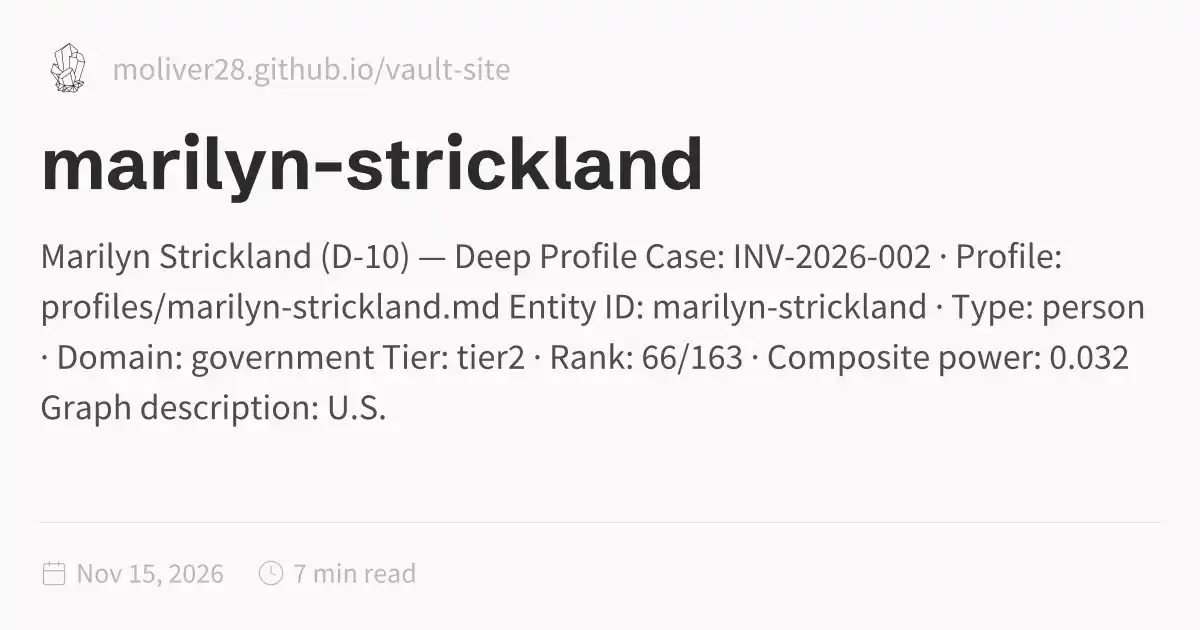 moliver28.github.io/vault-site
marilyn-strickland
Marilyn Strickland (D-10) — Deep Profile Case: INV-2026-002 · Profile:
profiles/marilyn-strickland.md Entity ID: marilyn-strickland · Type: person
· Domain: government Tier: tier2 · Rank: 66/163 · Composite power: 0.032
Graph description: U.S.
Nov 15, 2026 7 min read